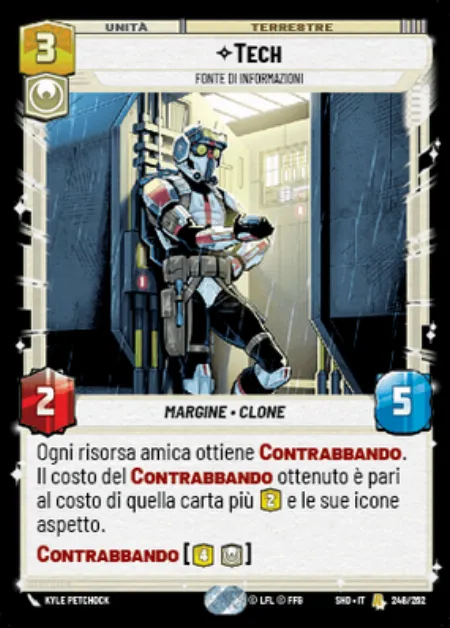 UNITÀ
TERRESTRE
3
✧TECH
FONTE DI INFORMAZIONI
2
MARGINE • CLONE
5
Ogni risorsa amica ottiene CONTRABBANDO.
Il costo del CONTRABBANDO ottenuto è pari
al costo di quella carta più 2 e le sue icone
aspetto.
CONTRABBANDO [4]
KYLE PETCHOCK
© LFL © FFG
SHD • IT
248/262